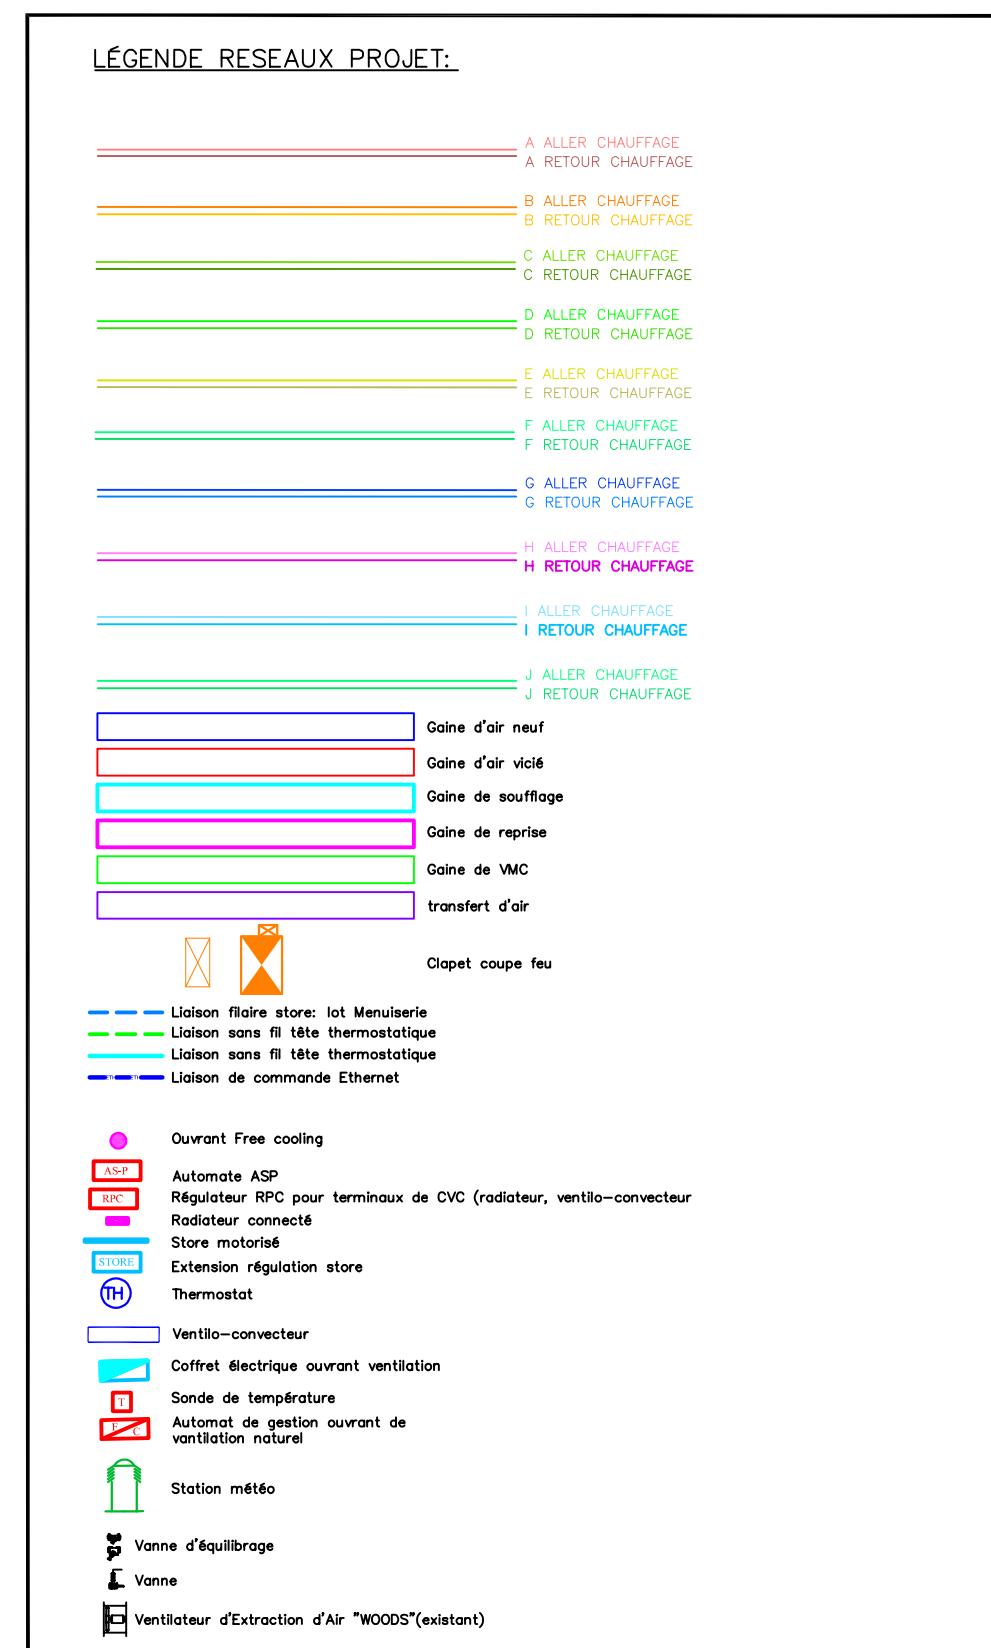 LÉGENDE RESEAUX PROJET:
A ALLER CHAUFFAGE
A RETOUR CHAUFFAGE
B ALLER CHAUFFAGE
B RETOUR CHAUFFAGE
C ALLER CHAUFFAGE
C RETOUR CHAUFFAGE
D ALLER CHAUFFAGE
D RETOUR CHAUFFAGE
E ALLER CHAUFFAGE
E RETOUR CHAUFFAGE
F ALLER CHAUFFAGE
F RETOUR CHAUFFAGE
G ALLER CHAUFFAGE
G RETOUR CHAUFFAGE
H ALLER CHAUFFAGE
H RETOUR CHAUFFAGE
I ALLER CHAUFFAGE
I RETOUR CHAUFFAGE
J ALLER CHAUFFAGE
J RETOUR CHAUFFAGE
Gaine d'air neuf
Gaine d'air vicié
Gaine de soufflage
Gaine de reprise
Gaine de VMC
transfert d'air
Clapet coupe feu
Liaison filaire store: lot Menuiserie
Liaison sans fil tête thermostatique
Liaison sans fil tête thermostatique
Liaison de commande Ethernet
Ouvrant Free cooling
AS-P Automate ASP
RPC Régulateur RPC pour terminaux de CVC (radiateur, ventilo-convecteur
Radiateur connecté
Store motorisé
STORE Extension régulation store
TH Thermostat
Ventilo-convecteur
Coffret électrique ouvrant ventilation
T Sonde de température
F C Automat de gestion ouvrant de
vantilation naturel
Station météo
Vanne d'équilibrage
Vanne
Ventilateur d'Extraction d'Air "WOODS"(existant)